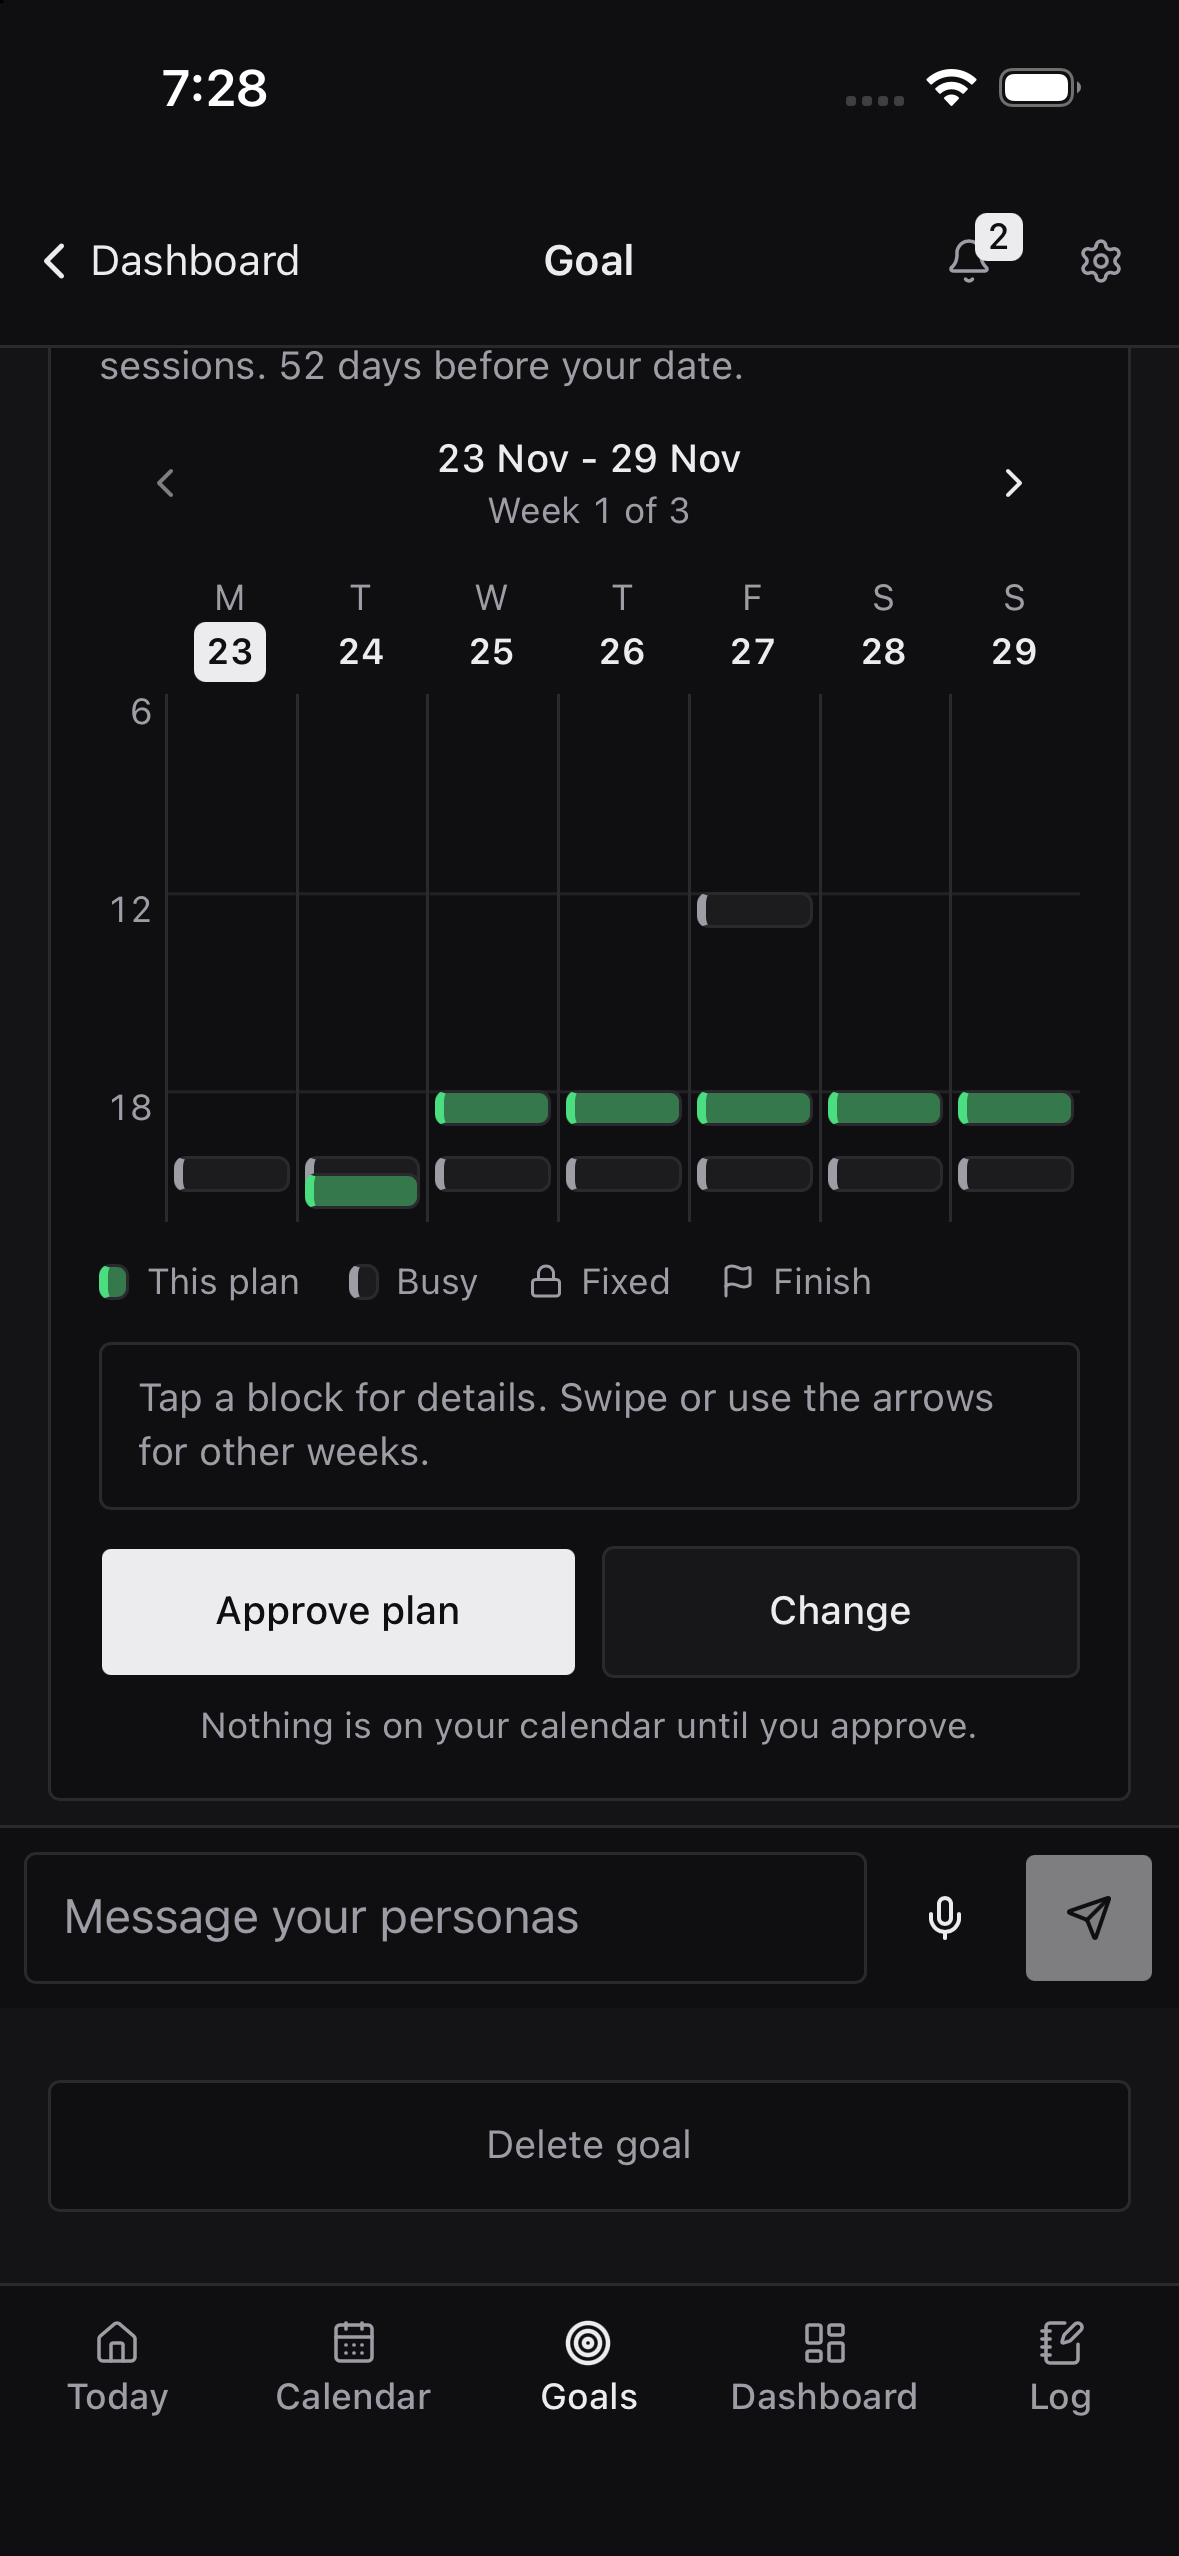 7:28
Dashboard
Goal
2
sessions. 52 days before your date.
23 Nov - 29 Nov
Week 1 of 3
M T W T F S S
23 24 25 26 27 28 29
6
12
18
This plan Busy Fixed Finish
Tap a block for details. Swipe or use the arrows
for other weeks.
Approve plan
Change
Nothing is on your calendar until you approve.
Message your personas
Delete goal
Today Calendar Goals Dashboard Log